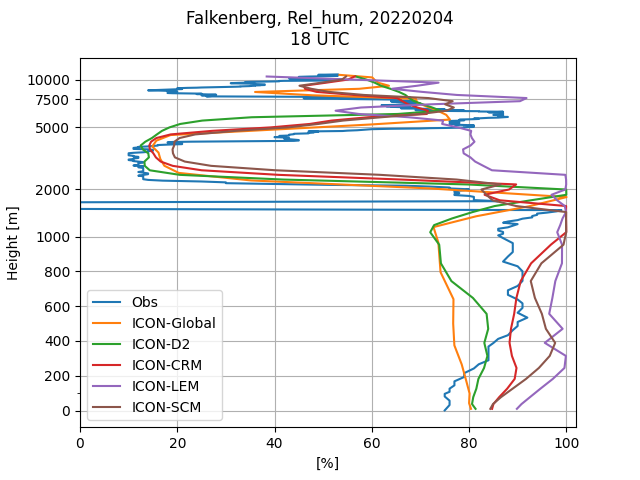 Falkenberg, Rel_hum, 20220204
18 UTC
Height [m]
10000
7500
5000
2000
1000
800
600
400
200
0
Obs
ICON-Global
ICON-D2
ICON-CRM
ICON-LEM
ICON-SCM
0 20 40 60 80 100
[%]